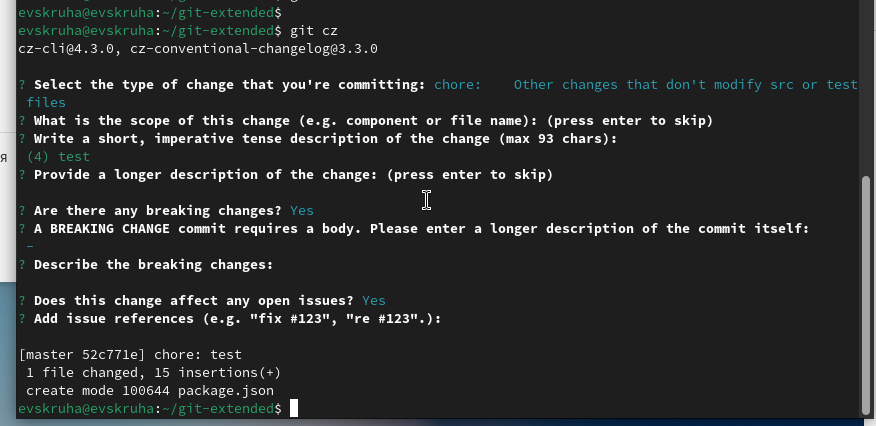 evskruha@evskruha:~/git-extended$
evskruha@evskruha:~/git-extended$ git cz
cz-cli@4.3.0, cz-conventional-changelog@3.3.0
? Select the type of change that you're committing: chore:    Other changes that don't modify src or test
files
? What is the scope of this change (e.g. component or file name): (press enter to skip)
? Write a short, imperative tense description of the change (max 93 chars):
(4) test
? Provide a longer description of the change: (press enter to skip)
? Are there any breaking changes? Yes
? A BREAKING CHANGE commit requires a body. Please enter a longer description of the commit itself:
-
? Describe the breaking changes:
? Does this change affect any open issues? Yes
? Add issue references (e.g. "fix #123", "re #123".):
[master 52c771e] chore: test
1 file changed, 15 insertions(+)
create mode 100644 package.json
evskruha@evskruha:~/git-extended$
я